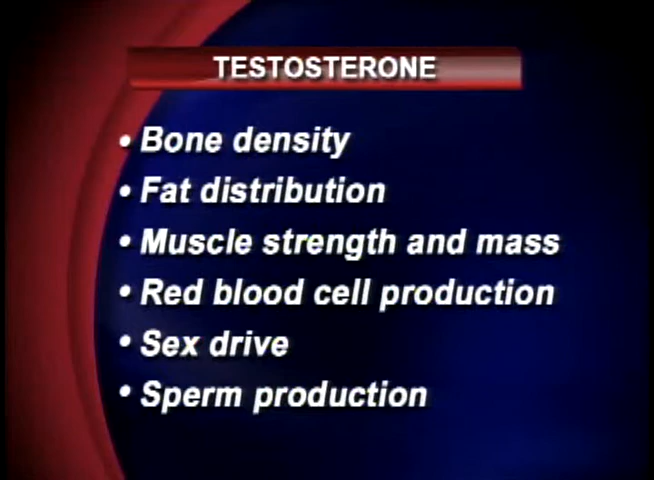 TESTOSTERONE
• Bone density
• Fat distribution
• Muscle strength and mass
• Red blood cell production
• Sex drive
• Sperm production